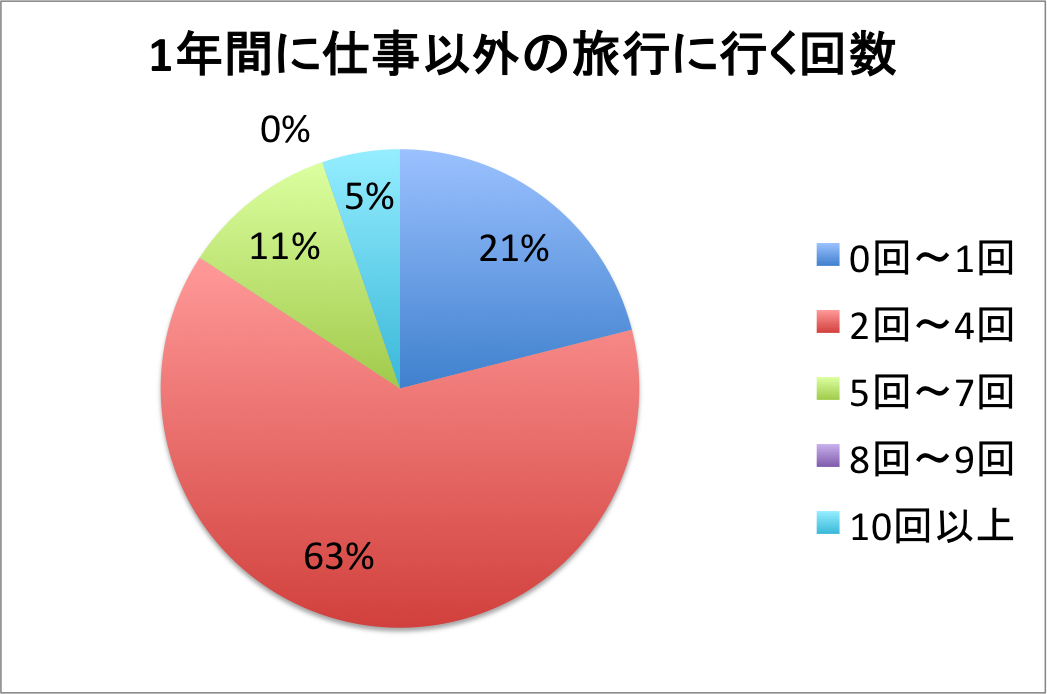 1年間に仕事以外の旅行に行く回数
0%
5%
11%
21%
63%
0回～1回
2回～4回
5回～7回
8回～9回
10回以上